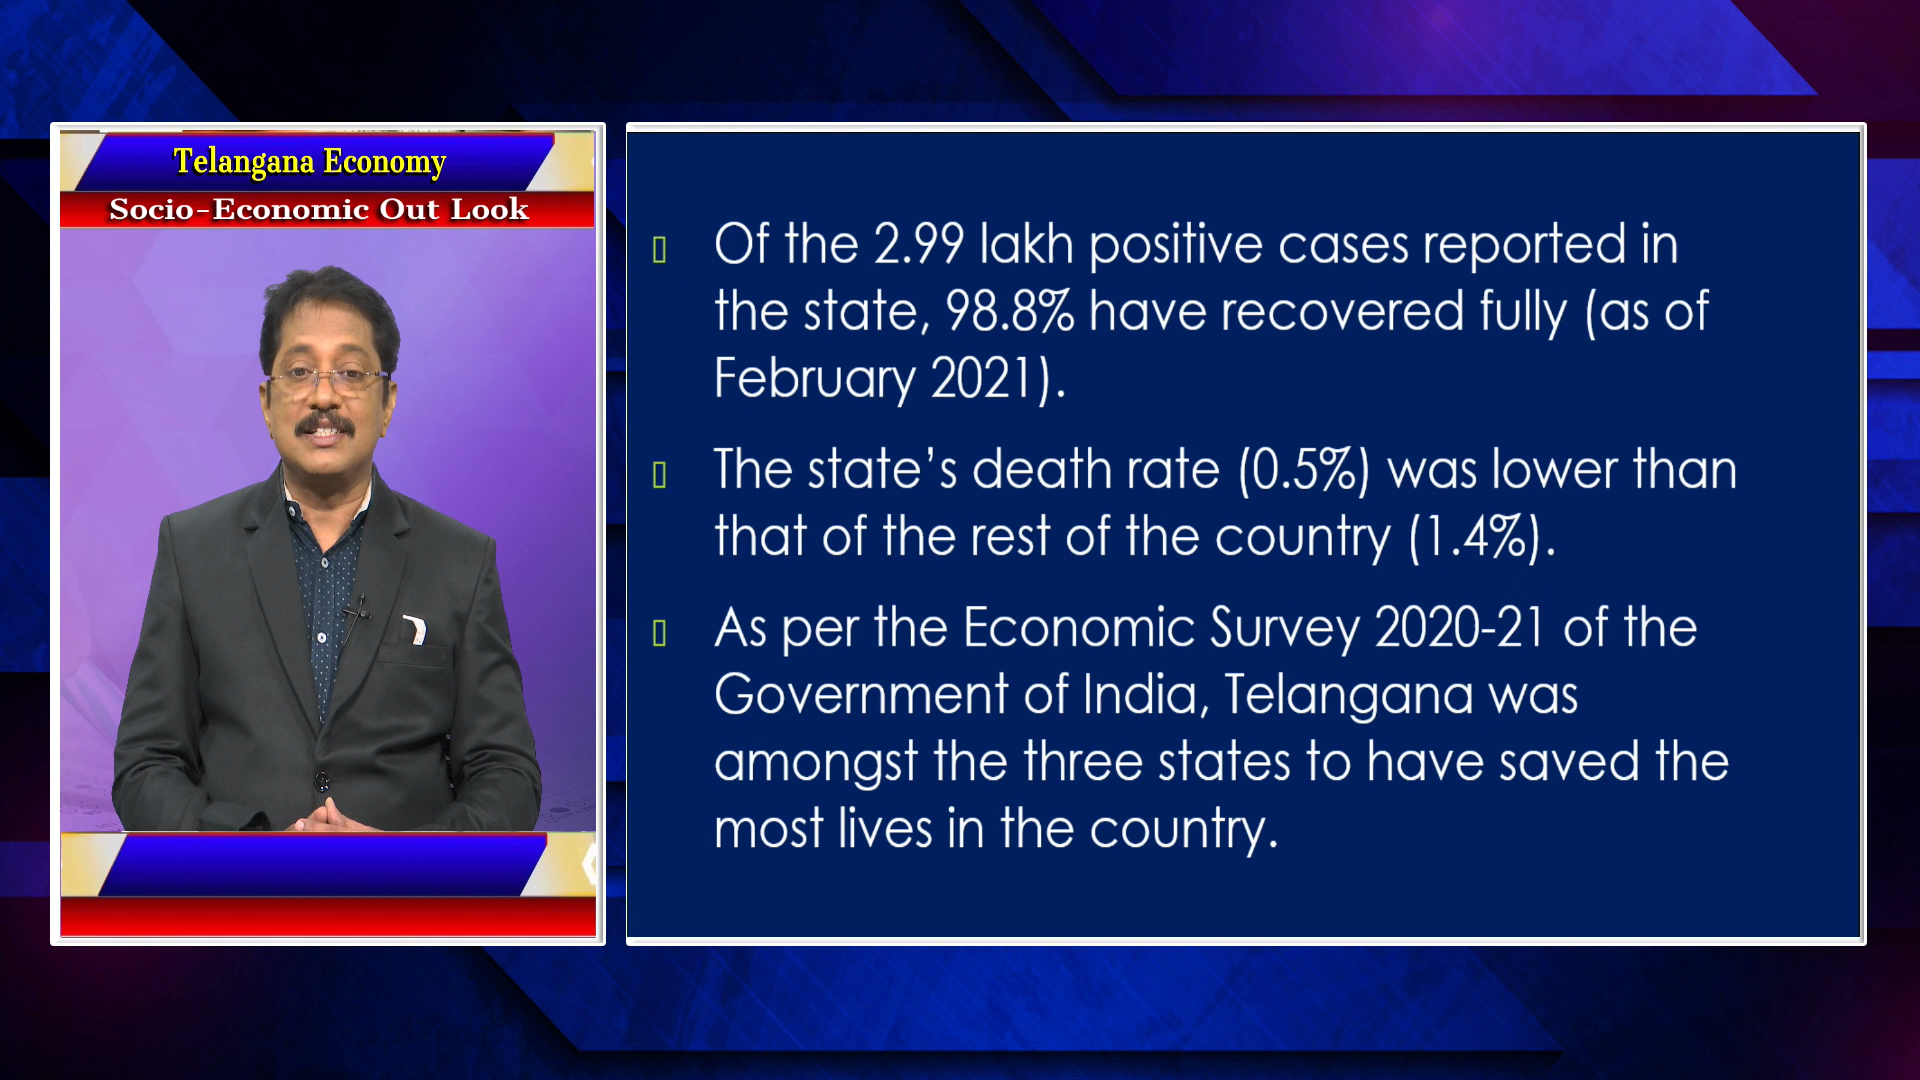 Telangana Economy
Socio-Economic Out Look
Of the 2.99 lakh positive cases reported in
the state, 98.8% have recovered fully (as of
February 2021).
The state’s death rate (0.5%) was lower than
that of the rest of the country (1.4%).
As per the Economic Survey 2020-21 of the
Government of India, Telangana was
amongst the three states to have saved the
most lives in the country.